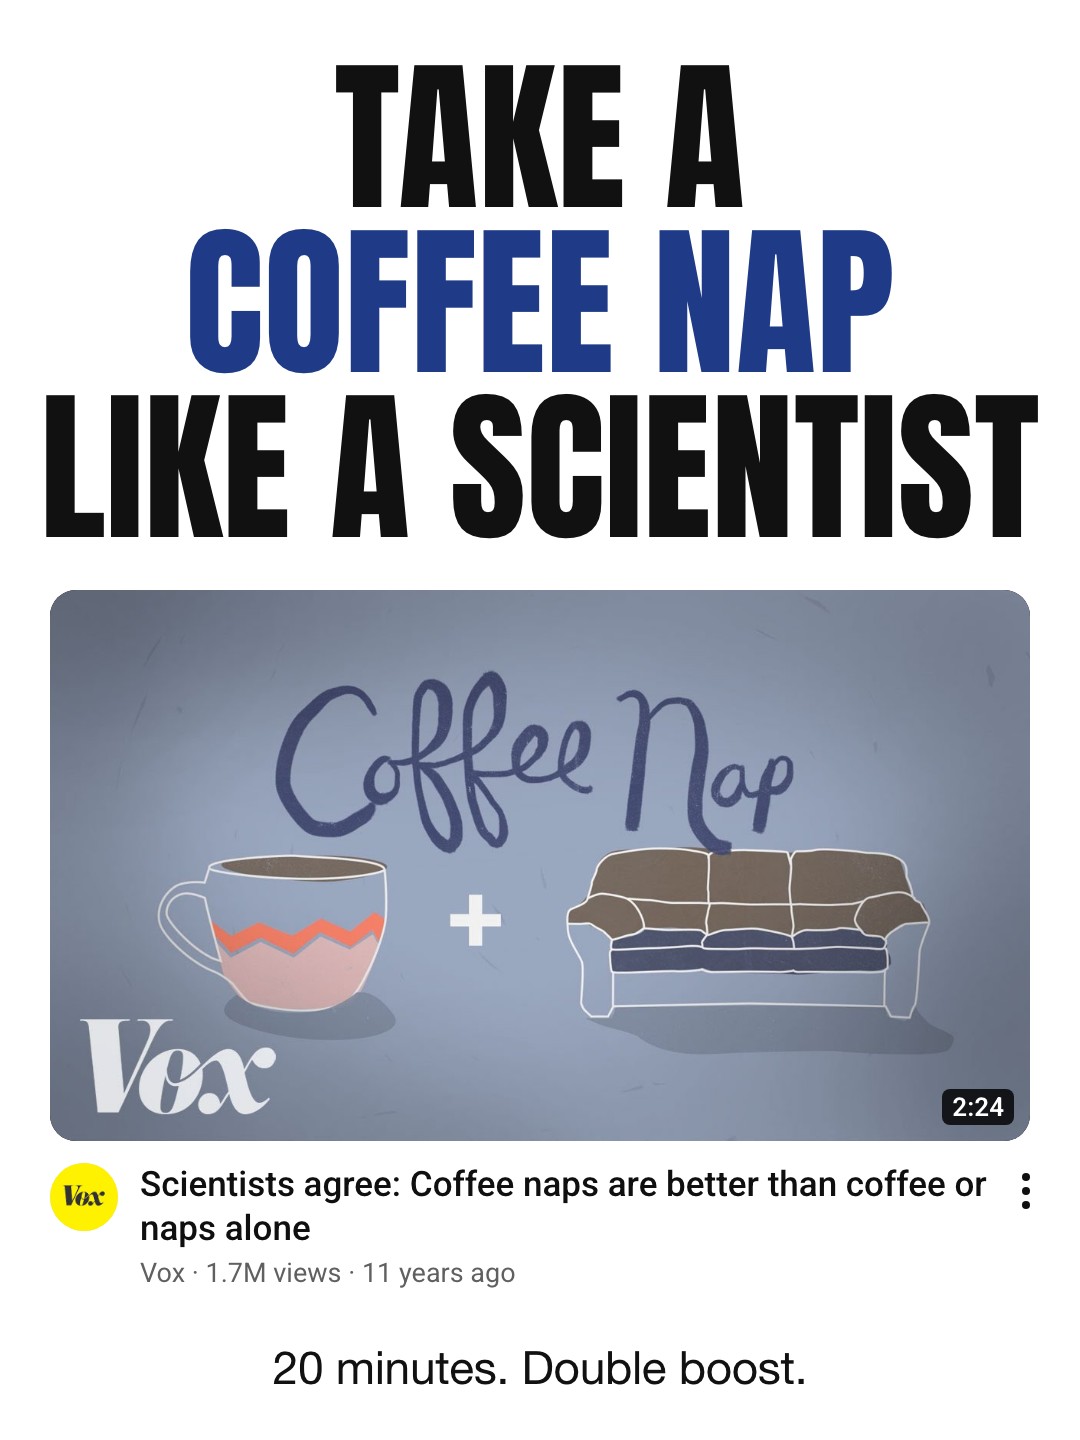 TAKE A
COFFEE NAP
LIKE A SCIENTIST
Coffee Nap
+
Vox
2:24
Vox
Scientists agree: Coffee naps are better than coffee or
naps alone
Vox · 1.7M views · 11 years ago
20 minutes. Double boost.